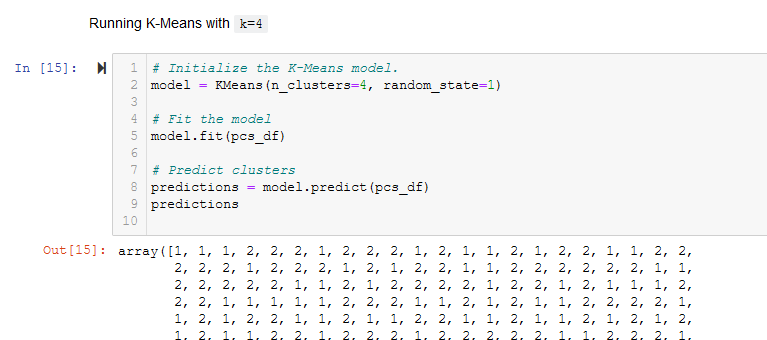 Running K-Means with k=4
In [15]:
1 # Initialize the K-Means model.
2 model = KMeans(n_clusters=4, random_state=1)
3
4 # Fit the model
5 model.fit(pcs_df)
6
7 # Predict clusters
8 predictions = model.predict(pcs_df)
9 predictions
10
Out[15]: array([1, 1, 1, 2, 2, 2, 1, 2, 2, 2, 1, 2, 1, 1, 2, 1, 2, 2, 1, 1, 2, 2,
2, 2, 2, 1, 2, 2, 2, 1, 2, 1, 2, 2, 1, 1, 2, 2, 2, 2, 2, 2, 1, 1,
2, 2, 2, 2, 2, 1, 1, 2, 1, 2, 2, 2, 2, 1, 2, 2, 1, 2, 2, 1, 1, 2,
2, 2, 1, 1, 1, 1, 2, 2, 2, 2, 1, 1, 2, 1, 2, 1, 1, 2, 2, 2, 2, 1,
1, 2, 1, 2, 2, 1, 1, 1, 2, 1, 1, 2, 2, 1, 1, 2, 2, 1, 2, 1, 1, 2,
1, 2, 1, 1, 2, 2, 1, 2, 2, 2, 1, 2, 2, 2, 2, 2, 1, 1, 2, 2, 2, 1,